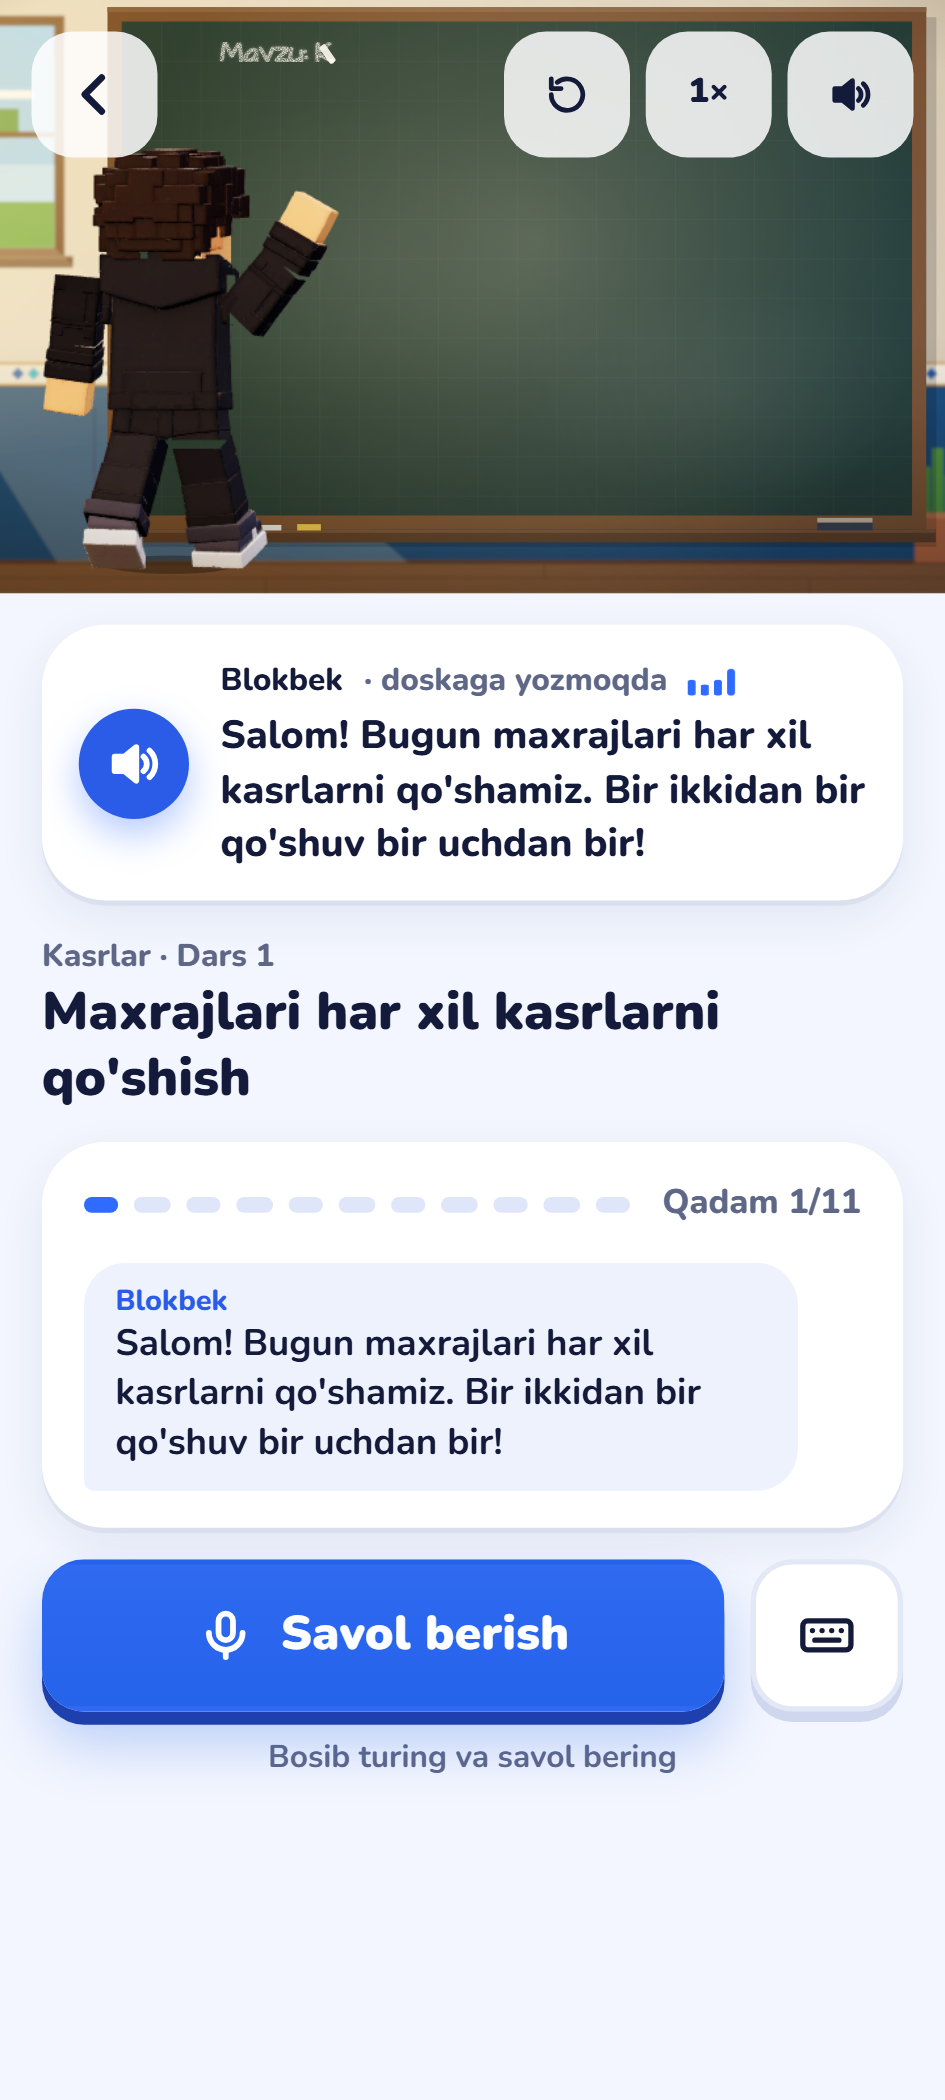 Mavzu: K
1×
Blokbek · doskaga yozmoqda
Salom! Bugun maxrajlari har xil
kasrlarni qo'shamiz. Bir ikkidan bir
qo'shuv bir uchdan bir!
Kasrlar · Dars 1
Maxrajlari har xil kasrlarni
qo'shish
Qadam 1/11
Blokbek
Salom! Bugun maxrajlari har xil
kasrlarni qo'shamiz. Bir ikkidan bir
qo'shuv bir uchdan bir!
Savol berish
Bosib turing va savol bering